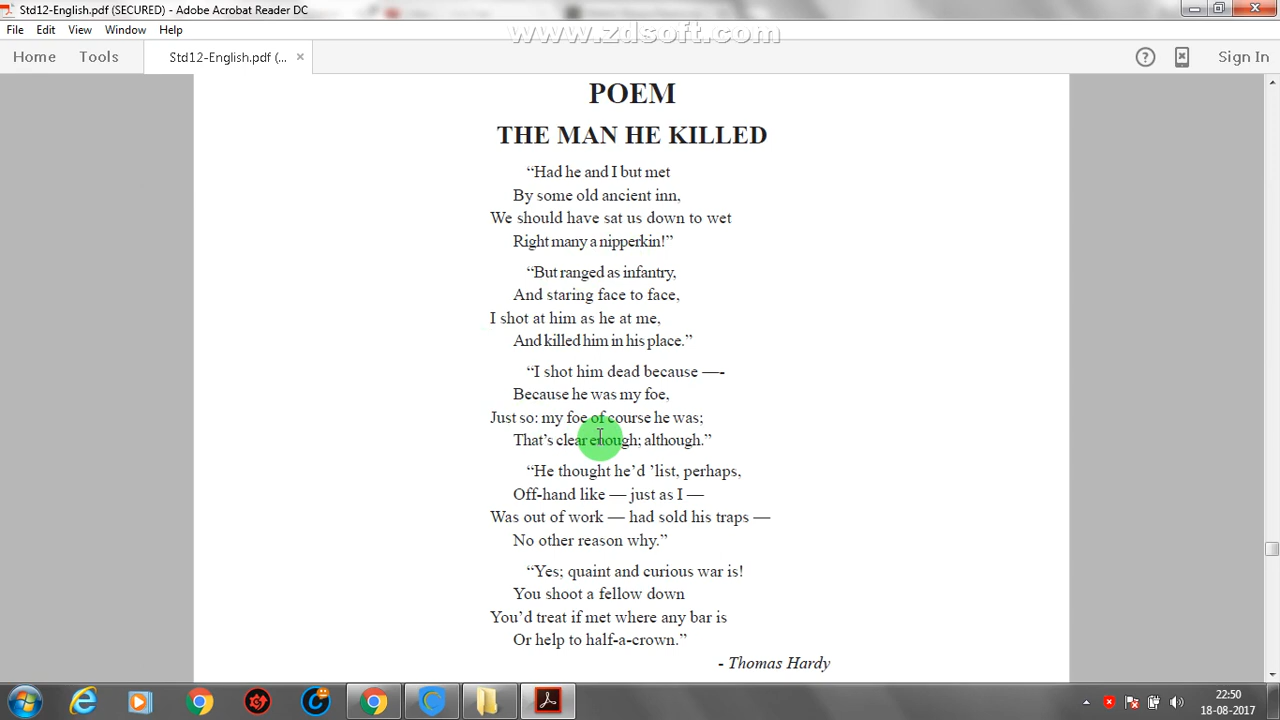 Std12-English.pdf (SECURED) - Adobe Acrobat Reader DC
www.zdsoft.com
File Edit View Window Help
Home Tools Std12-English.pdf (... × Sign In
POEM
THE MAN HE KILLED
“Had he and I but met
By some old ancient inn,
We should have sat us down to wet
Right many a nipperkin!”
“But ranged as infantry,
And staring face to face,
I shot at him as he at me,
And killed him in his place.”
“I shot him dead because —-
Because he was my foe,
Just so: my foe of course he was;
That’s clear enough; although.”
“He thought he’d ’list, perhaps,
Off-hand like — just as I —
Was out of work — had sold his traps —
No other reason why.”
“Yes; quaint and curious war is!
You shoot a fellow down
You’d treat if met where any bar is
Or help to half-a-crown.”
- Thomas Hardy
22:50
18-08-2017